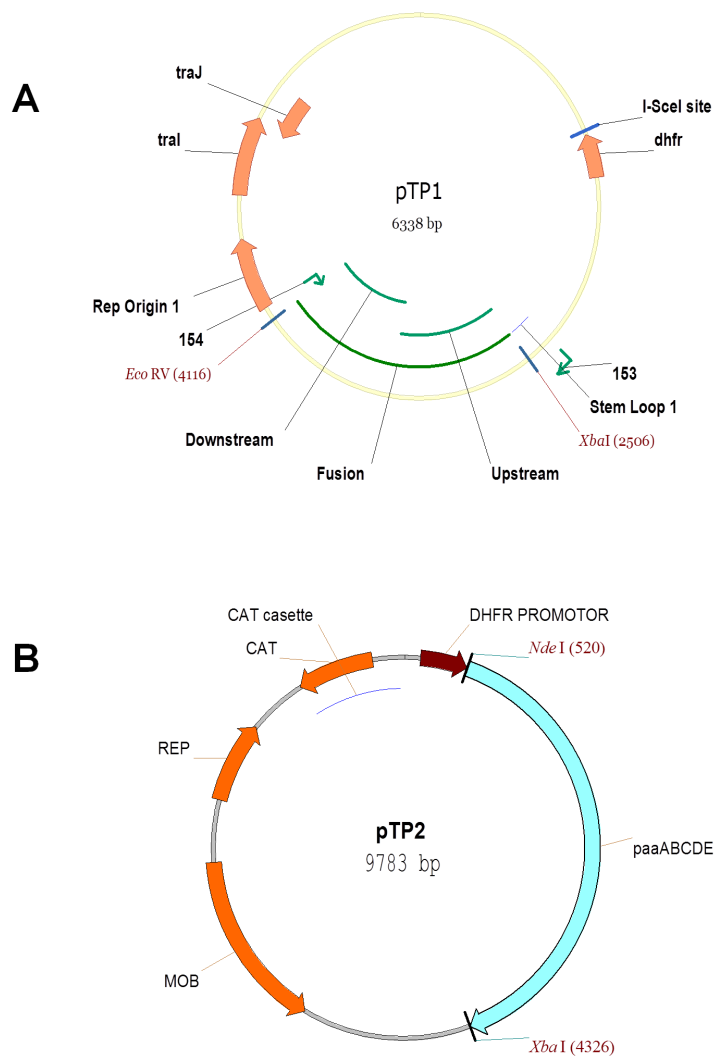 A
traJ
traI
I-SceI site
dhfr
pTP1
6338 bp
Rep Origin 1
154
EcoRV (4116)
153
Stem Loop 1
XbaI (2506)
Downstream
Fusion
Upstream
B
CAT casette
CAT
DHFR PROMOTOR
NdeI (520)
REP
pTP2
9783 bp
paaABCDE
MOB
XbaI (4326)